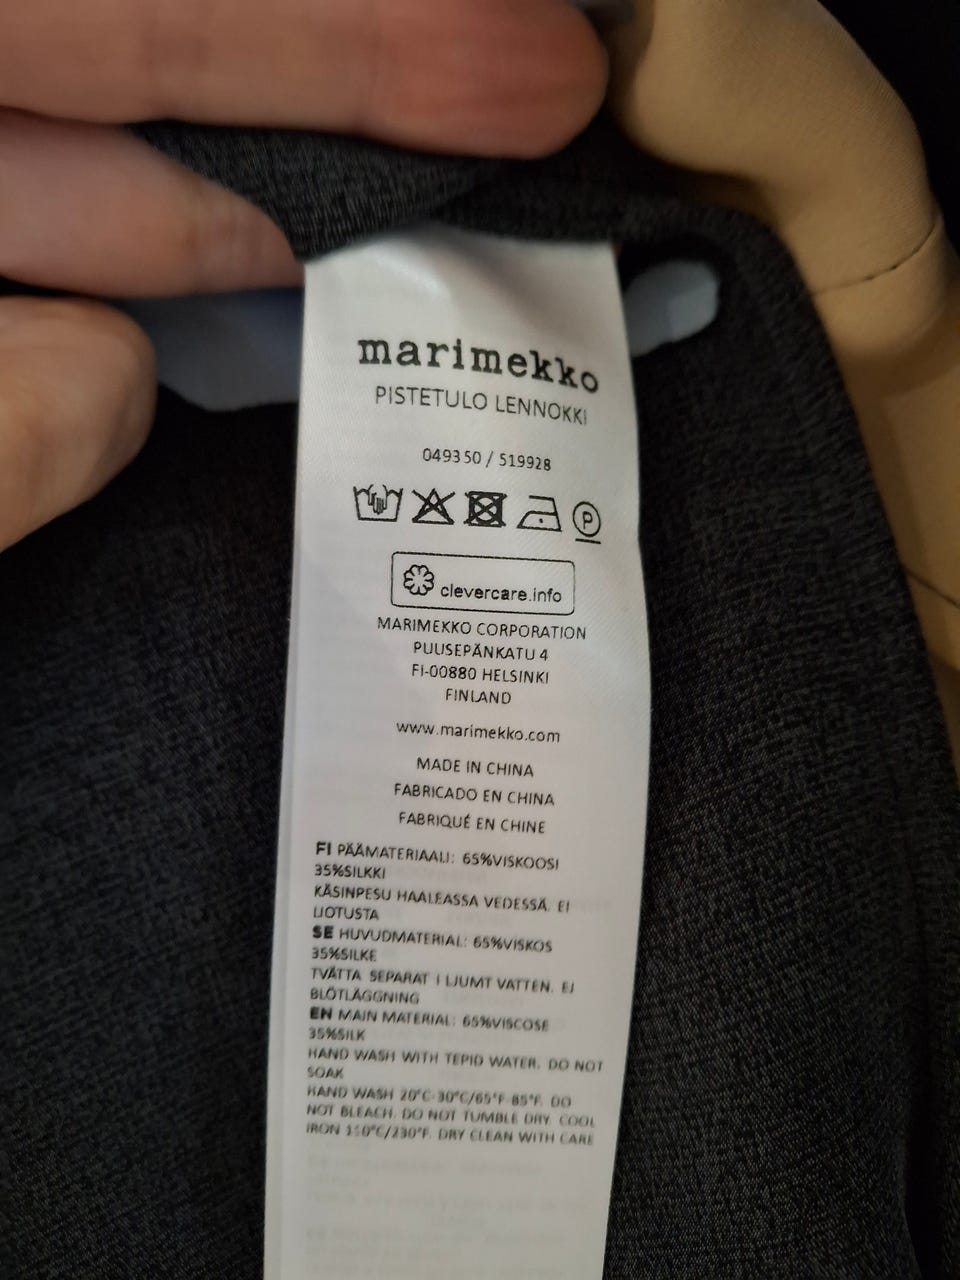 marimekko
PISTETULO LENNOKKI
049350 / 519928
P
clevercare.info
MARIMEKKO CORPORATION
PUUSEPÄNKATU 4
FI-00880 HELSINKI
FINLAND
www.marimekko.com
MADE IN CHINA
FABRICADO EN CHINA
FABRIQUÉ EN CHINE
FI PÄÄMATERIAALI: 65%VISKOOSI
35%SILKKI
KÄSINPESU HAALEASSA VEDESSÄ. EI
LIOTUSTA
SE HUVUDMATERIAL: 65%VISKOS
35%SILKE
TVÄTTA SEPARAT I LJUMT VATTEN. EJ
BLÖTLÄGGNING
EN MAIN MATERIAL: 65%VISCOSE
35%SILK
HAND WASH WITH TEPID WATER. DO NOT
SOAK
HAND WASH 20°C-30°C/65°F-85°F. DO
NOT BLEACH. DO NOT TUMBLE DRY. COOL
IRON 110°C/230°F. DRY CLEAN WITH CARE